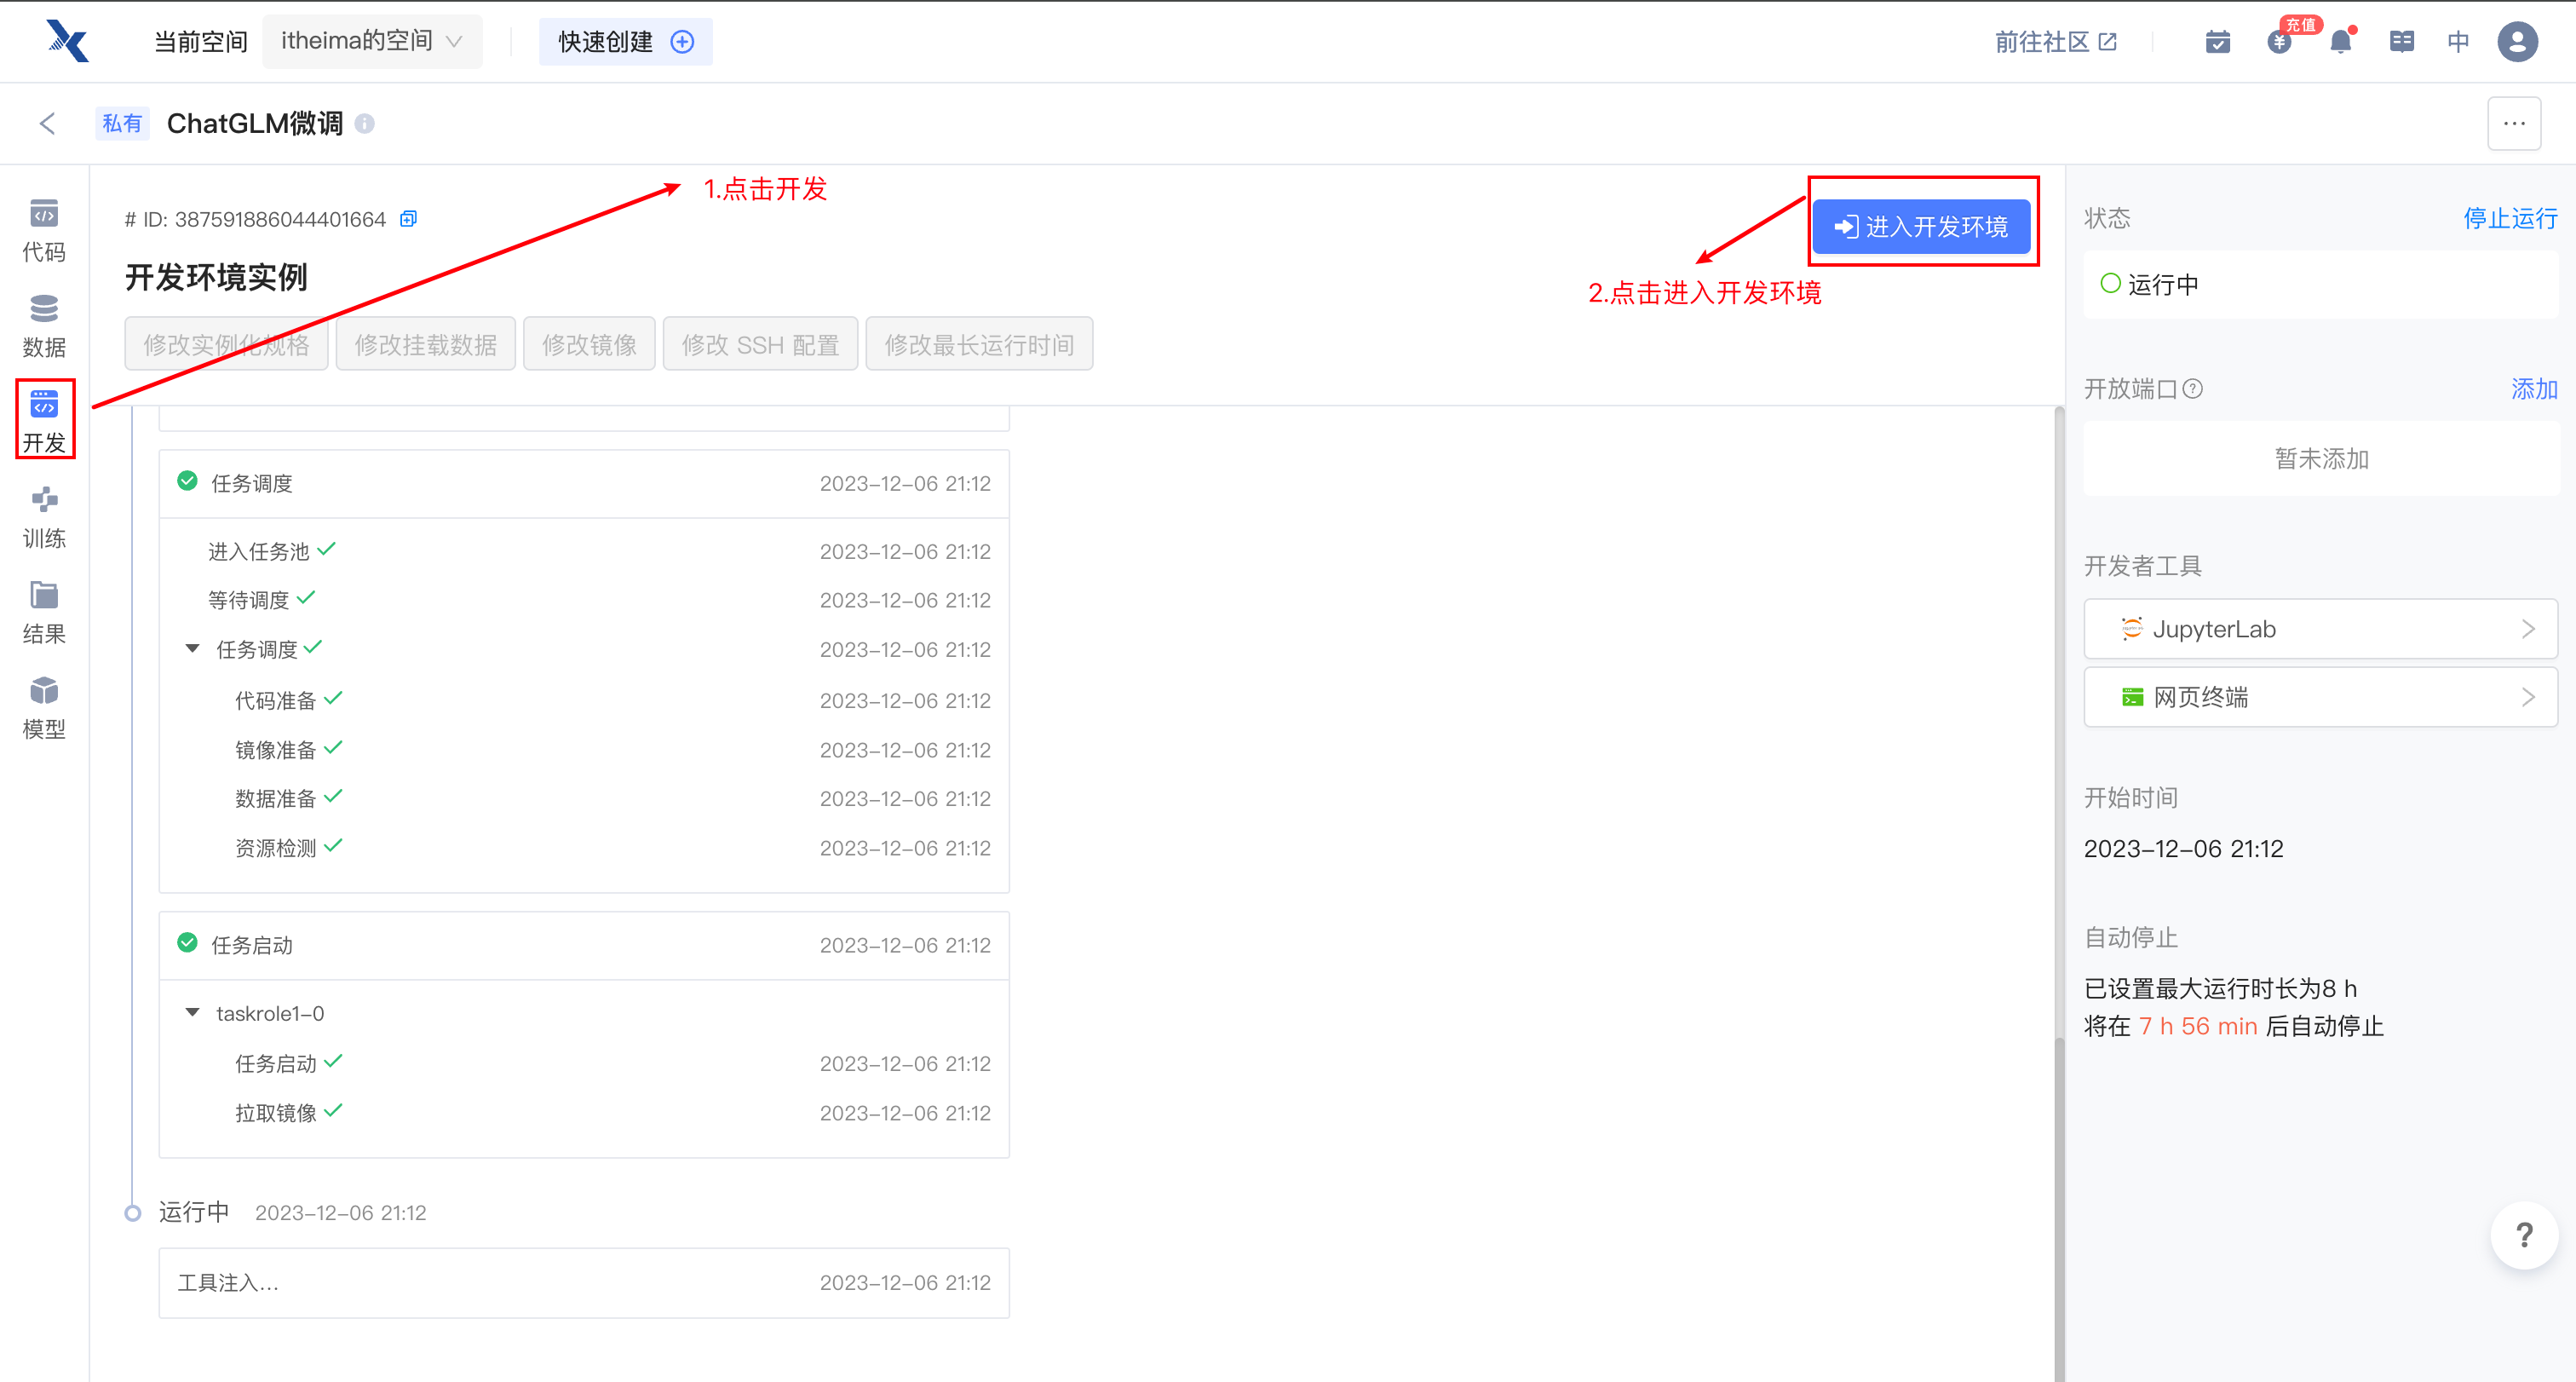 当前空间 itheima的空间 快速创建 前往社区 充值 中
私有 ChatGLM微调
代码
数据
开发
训练
结果
模型
1.点击开发
# ID: 387591886044401664
进入开发环境
2.点击进入开发环境
开发环境实例
修改实例化规格 修改挂载数据 修改镜像 修改 SSH 配置 修改最长运行时间
任务调度 2023-12-06 21:12
进入任务池 2023-12-06 21:12
等待调度 2023-12-06 21:12
任务调度 2023-12-06 21:12
代码准备 2023-12-06 21:12
镜像准备 2023-12-06 21:12
数据准备 2023-12-06 21:12
资源检测 2023-12-06 21:12
任务启动 2023-12-06 21:12
taskrole1-0
任务启动 2023-12-06 21:12
拉取镜像 2023-12-06 21:12
运行中 2023-12-06 21:12
工具注入... 2023-12-06 21:12
状态 停止运行
运行中
开放端口 ? 添加
暂未添加
开发者工具
JupyterLab
网页终端
开始时间
2023-12-06 21:12
自动停止
已设置最大运行时长为8 h
将在 7 h 56 min 后自动停止
?